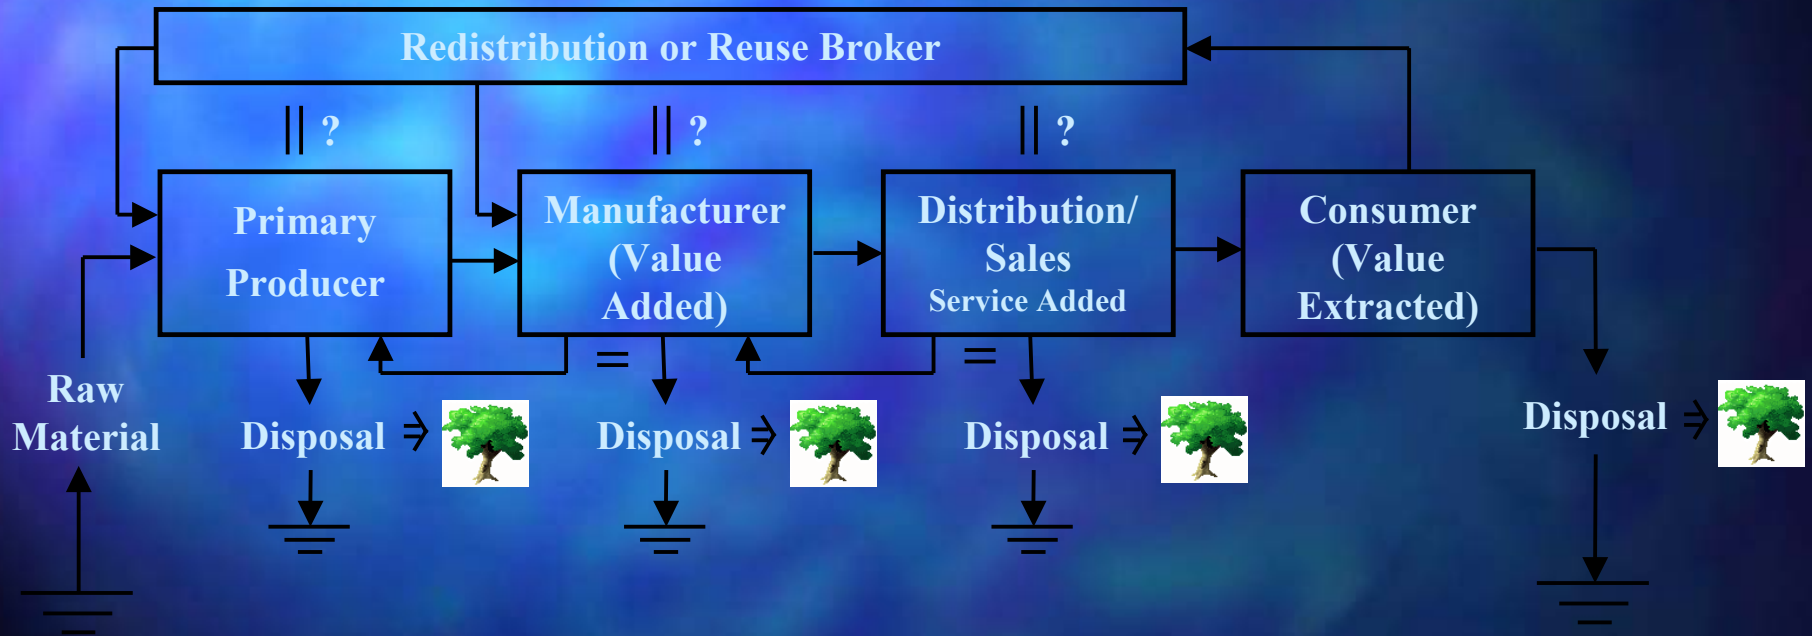 Redistribution or Reuse Broker
?
?
?
Primary
Producer
Manufacturer
(Value
Added)
Distribution/
Sales
Service Added
Consumer
(Value
Extracted)
=
=
Raw
Material
Disposal
Disposal
Disposal
Disposal